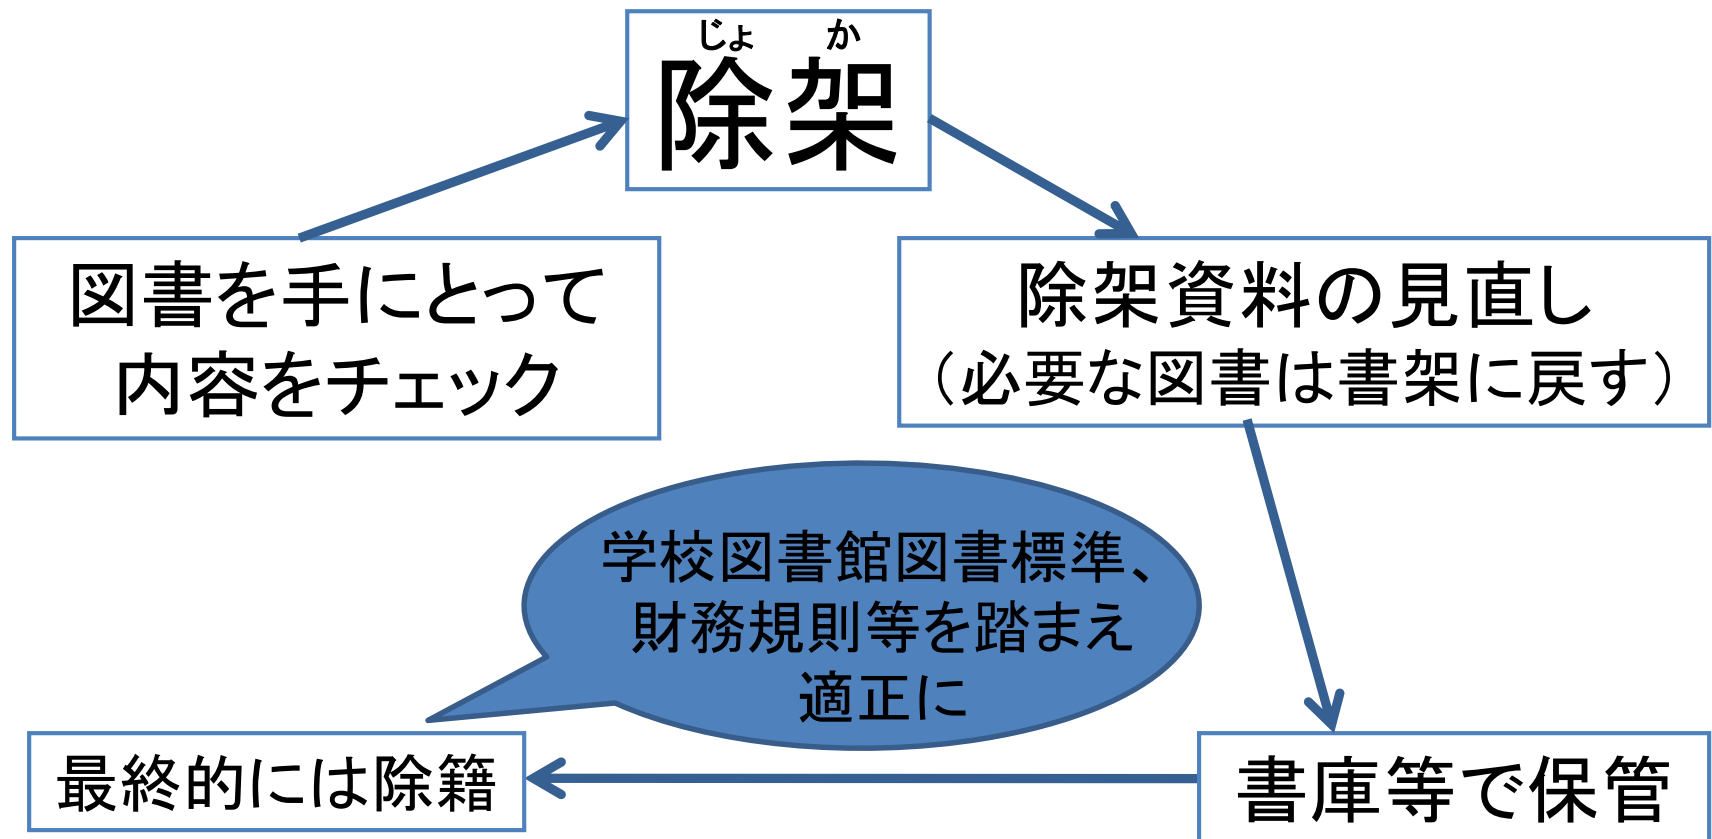 じょ か
除架
図書を手にとって
内容をチェック
除架資料の見直し
（必要な図書は書架に戻す）
学校図書館図書標準、
財務規則等を踏まえ
適正に
最終的には除籍
書庫等で保管